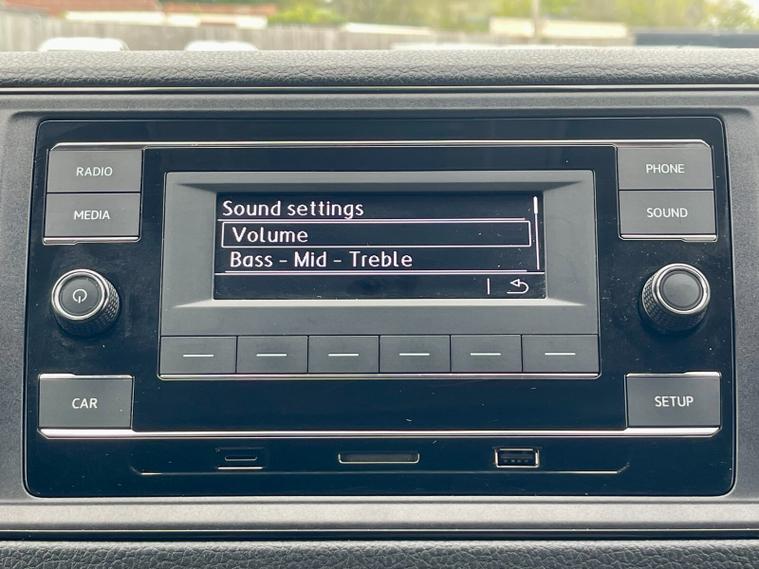 RADIO
PHONE
MEDIA
SOUND
Sound settings
Volume
Bass - Mid - Treble
CAR
SETUP